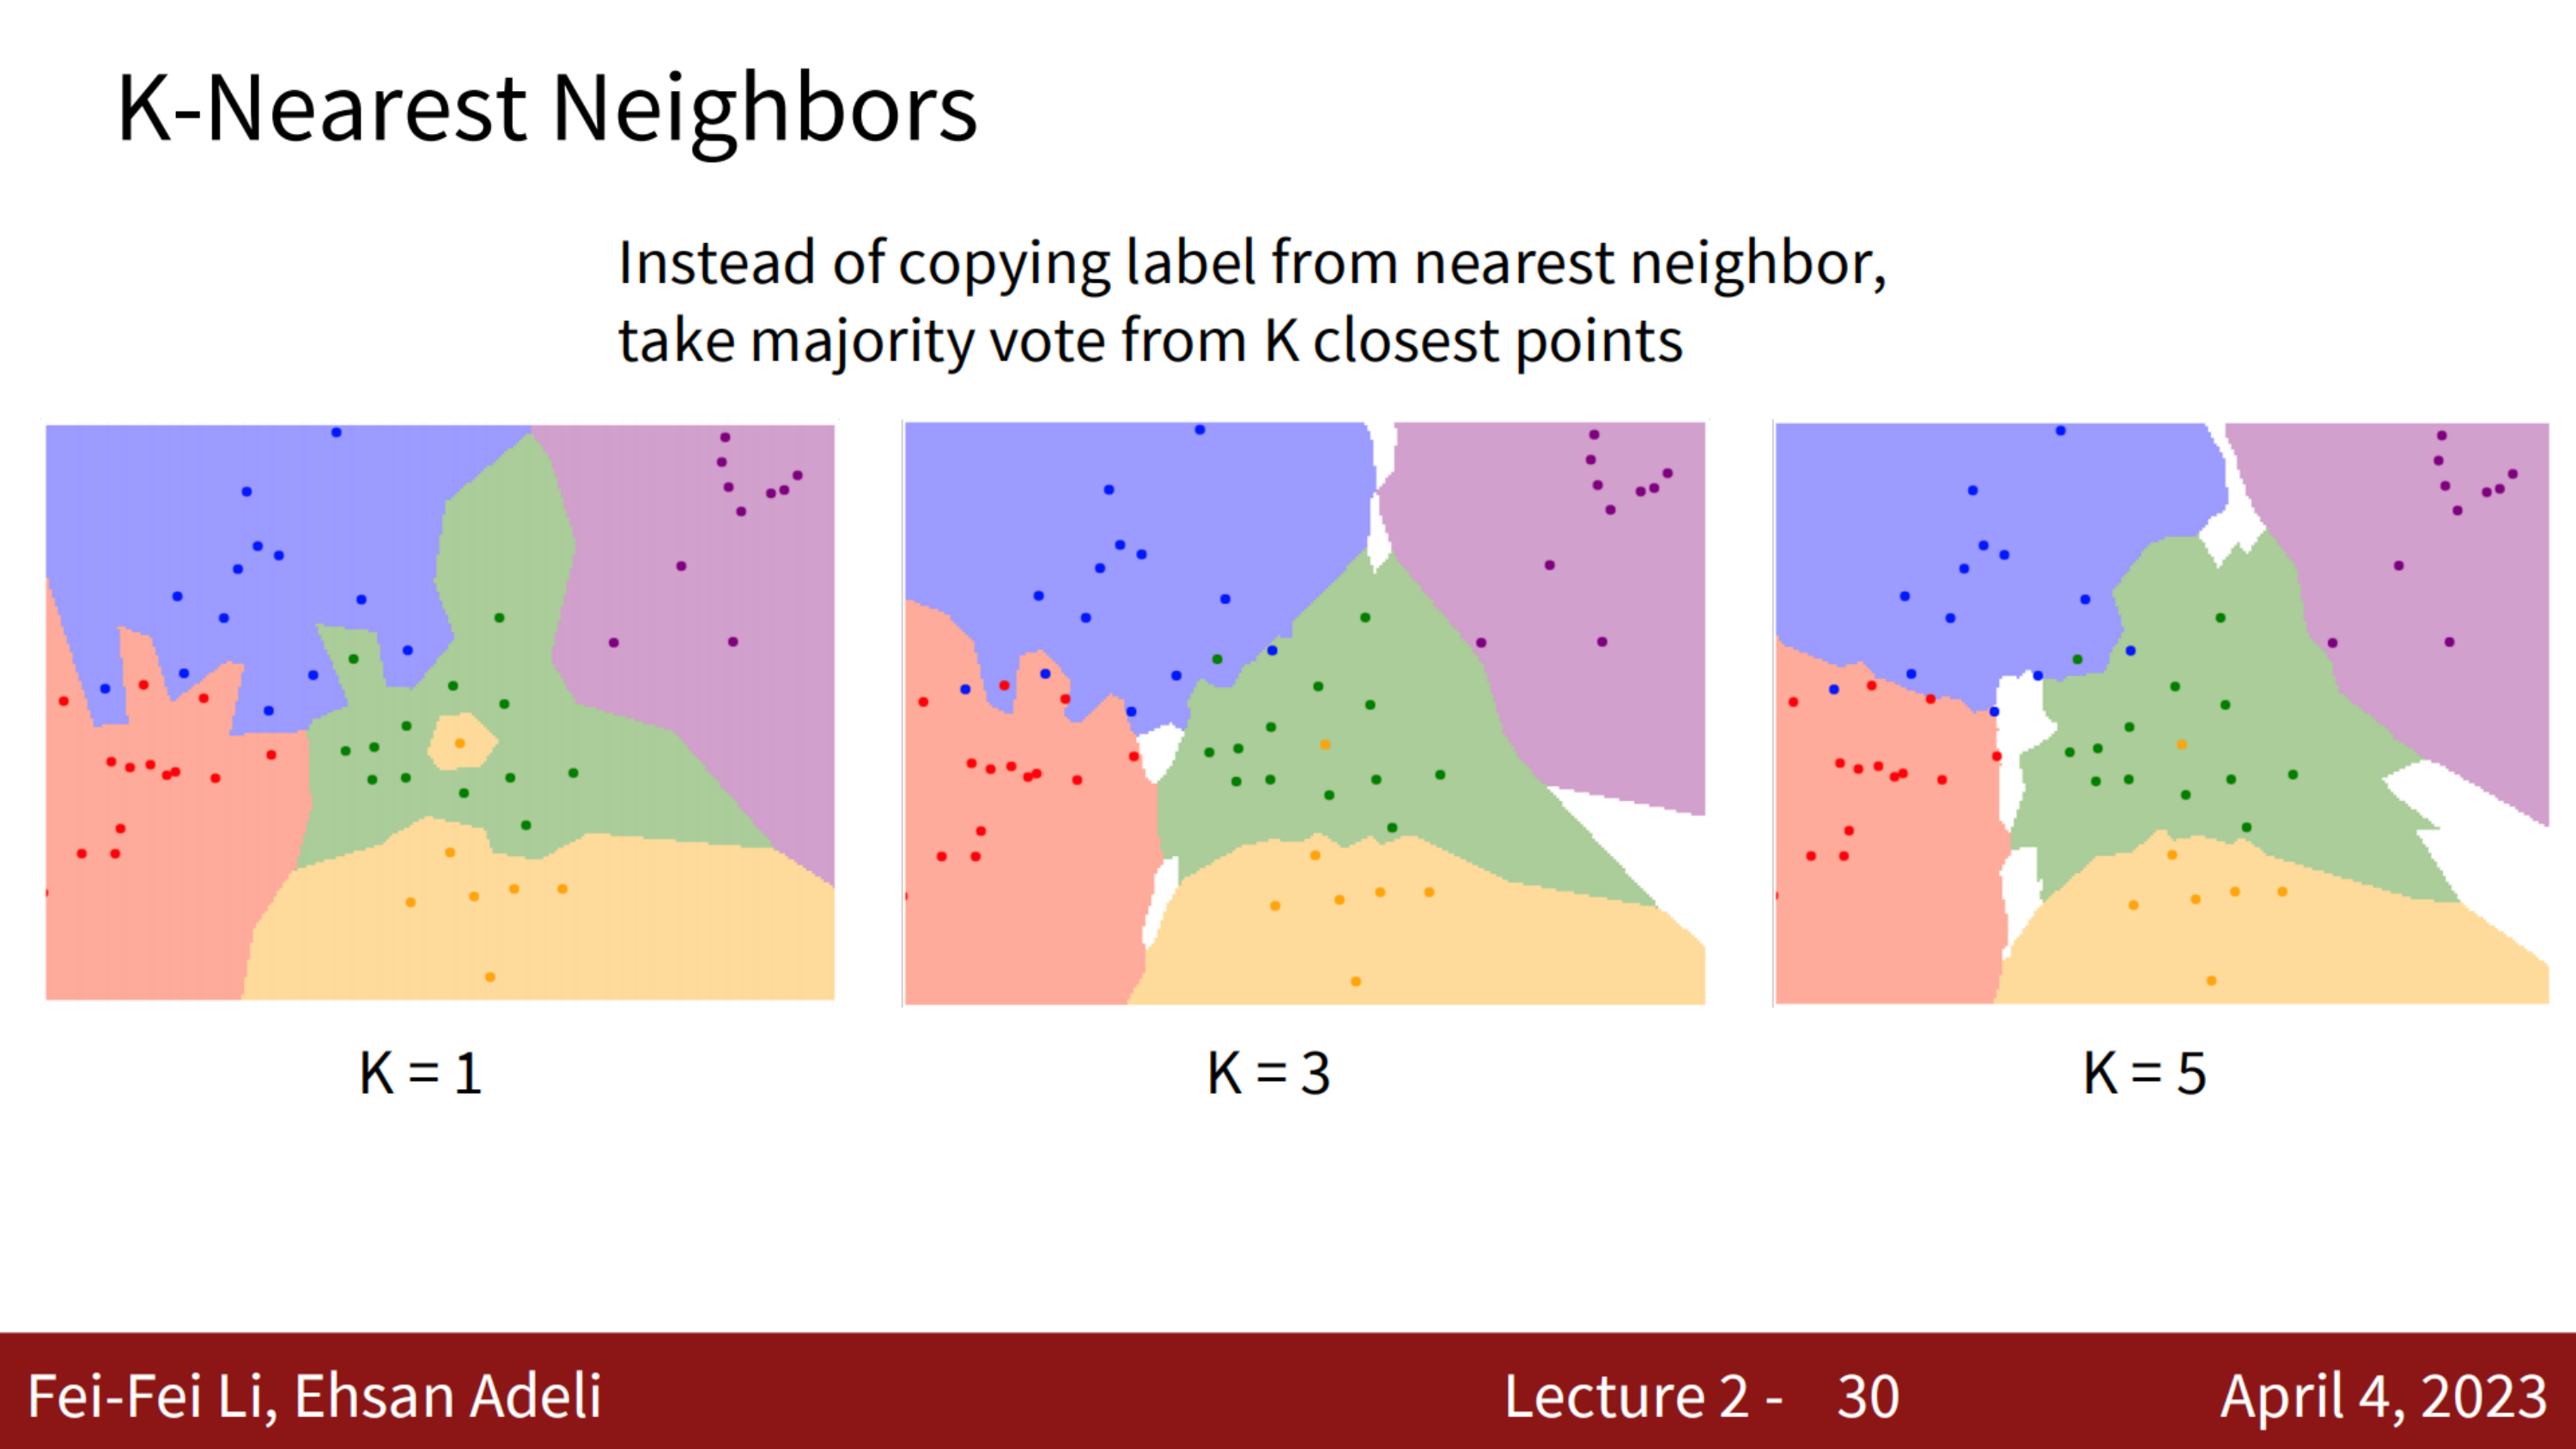 K-Nearest Neighbors
Instead of copying label from nearest neighbor,
take majority vote from K closest points
K = 1
K = 3
K = 5
Fei-Fei Li, Ehsan Adeli
Lecture 2 - 30
April 4, 2023